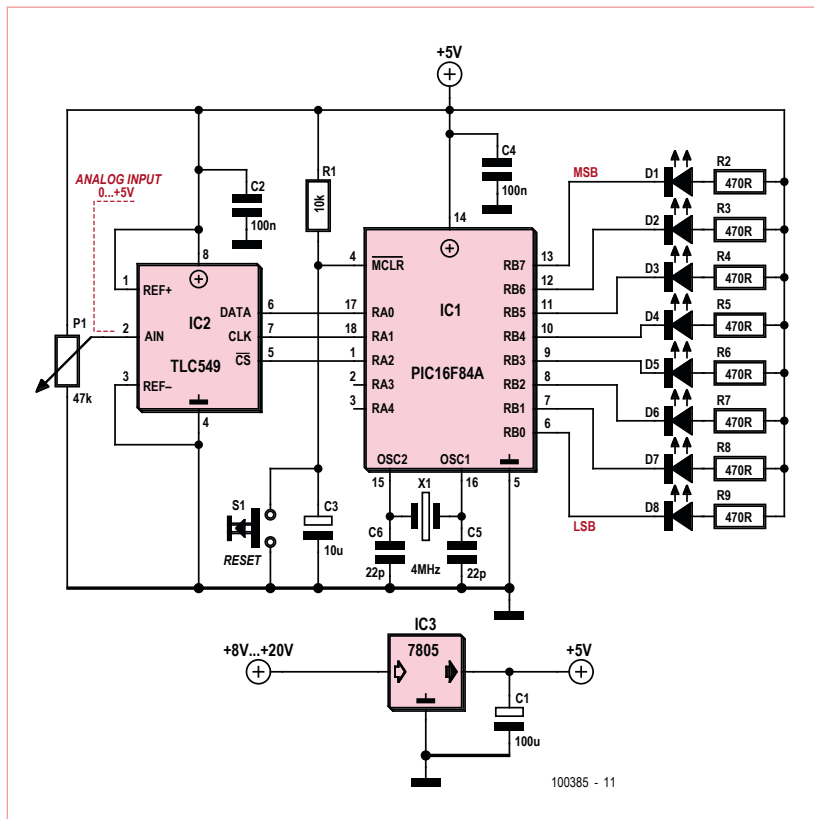 +5V
ANALOG INPUT
0...+5V
C2
100n
R1
10k
C4
100n
MSB
D1
R2
470R
D2
R3
470R
D3
R4
470R
D4
R5
470R
D5
R6
470R
D6
R7
470R
D7
R8
470R
D8
R9
470R
LSB
P1
47k
8
1
REF+
2
AIN
3
REF–
4
IC2
TLC549
DATA
6
CLK
7
CS
5
14
4
MCLR
17
RA0
18
RA1
1
RA2
2
RA3
3
RA4
IC1
PIC16F84A
RB7
13
RB6
12
RB5
11
RB4
10
RB3
9
RB2
8
RB1
7
RB0
6
OSC2
OSC1
15
16
5
X1
4MHz
C6
22p
C5
22p
S1
RESET
C3
10u
IC3
7805
+8V...+20V
+5V
C1
100u
100385 - 11